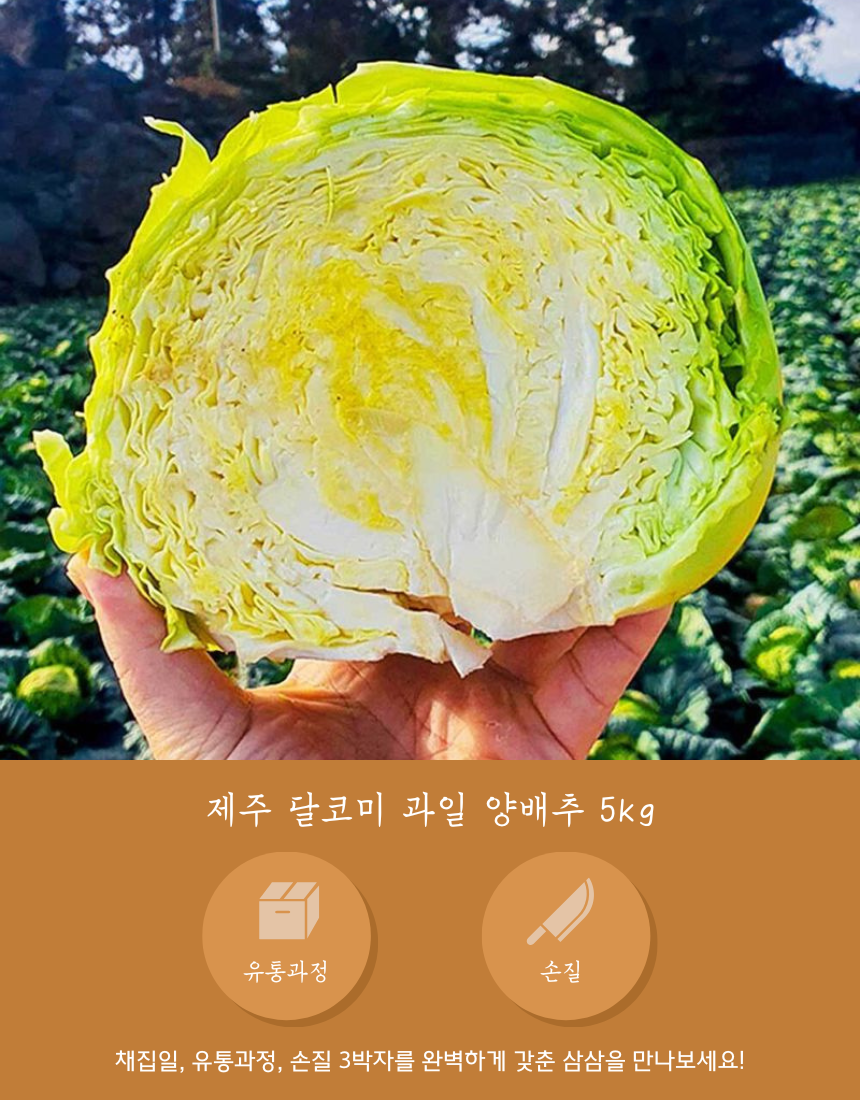 제주 달코미 과일 양배추 5kg
유통과정
손질
채집일, 유통과정, 손질 3박자를 완벽하게 갖춘 삼삼을 만나보세요!